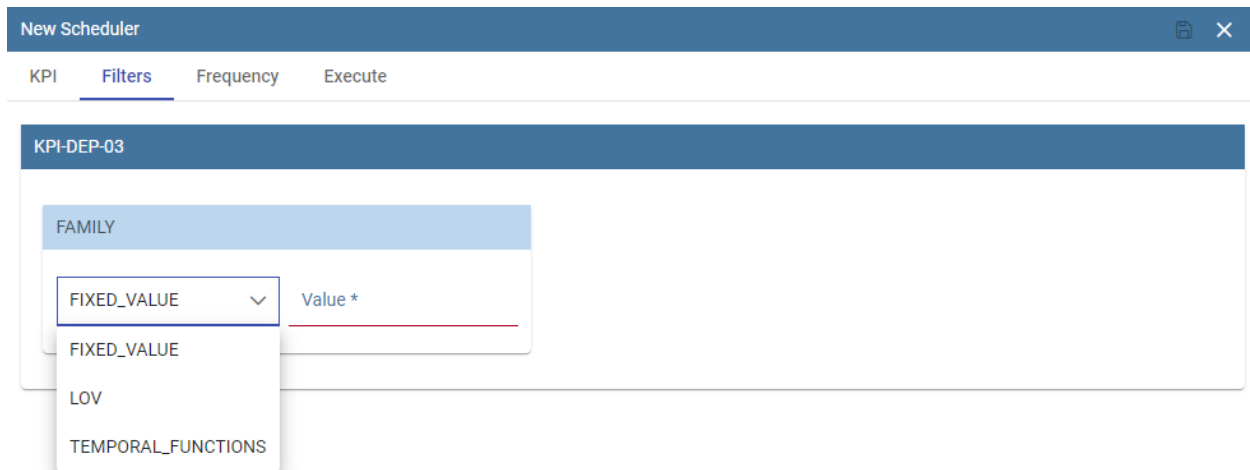 New Scheduler
KPI Filters Frequency Execute
KPI-DEP-03
FAMILY
FIXED_VALUE Value *
FIXED_VALUE
LOV
TEMPORAL_FUNCTIONS